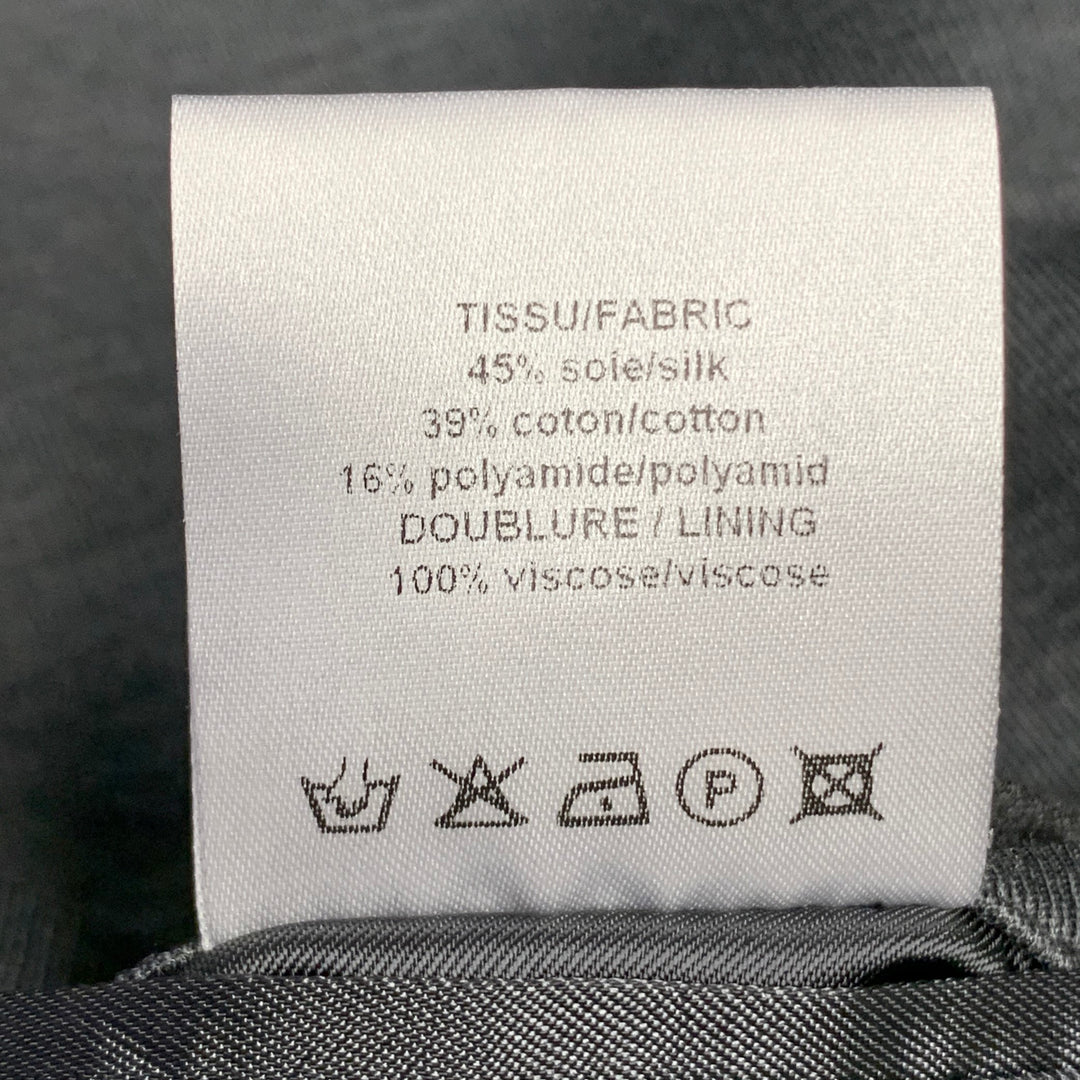 TISSU/FABRIC
45% soie/silk
39% coton/cotton
16% polyamide/polyamid
DOUBLURE / LINING
100% viscose/viscose
P